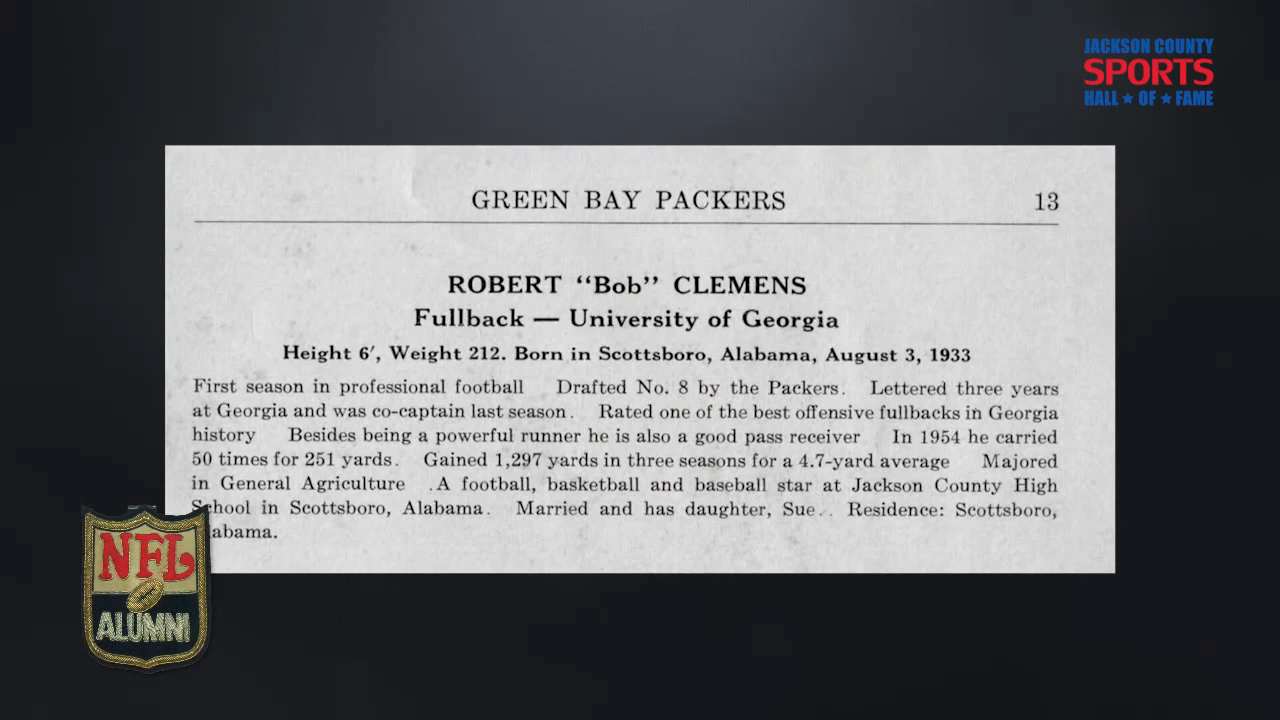 JACKSON COUNTY
SPORTS
HALL ★ OF ★ FAME
GREEN BAY PACKERS 13
ROBERT “Bob” CLEMENS
Fullback — University of Georgia
Height 6′, Weight 212. Born in Scottsboro, Alabama, August 3, 1933
First season in professional football Drafted No. 8 by the Packers. Lettered three years
at Georgia and was co-captain last season. Rated one of the best offensive fullbacks in Georgia
history Besides being a powerful runner he is also a good pass receiver In 1954 he carried
50 times for 251 yards. Gained 1,297 yards in three seasons for a 4.7-yard average Majored
in General Agriculture .A football, basketball and baseball star at Jackson County High
School in Scottsboro, Alabama. Married and has daughter, Sue.. Residence: Scottsboro,
abama.
NFL
ALUMNI